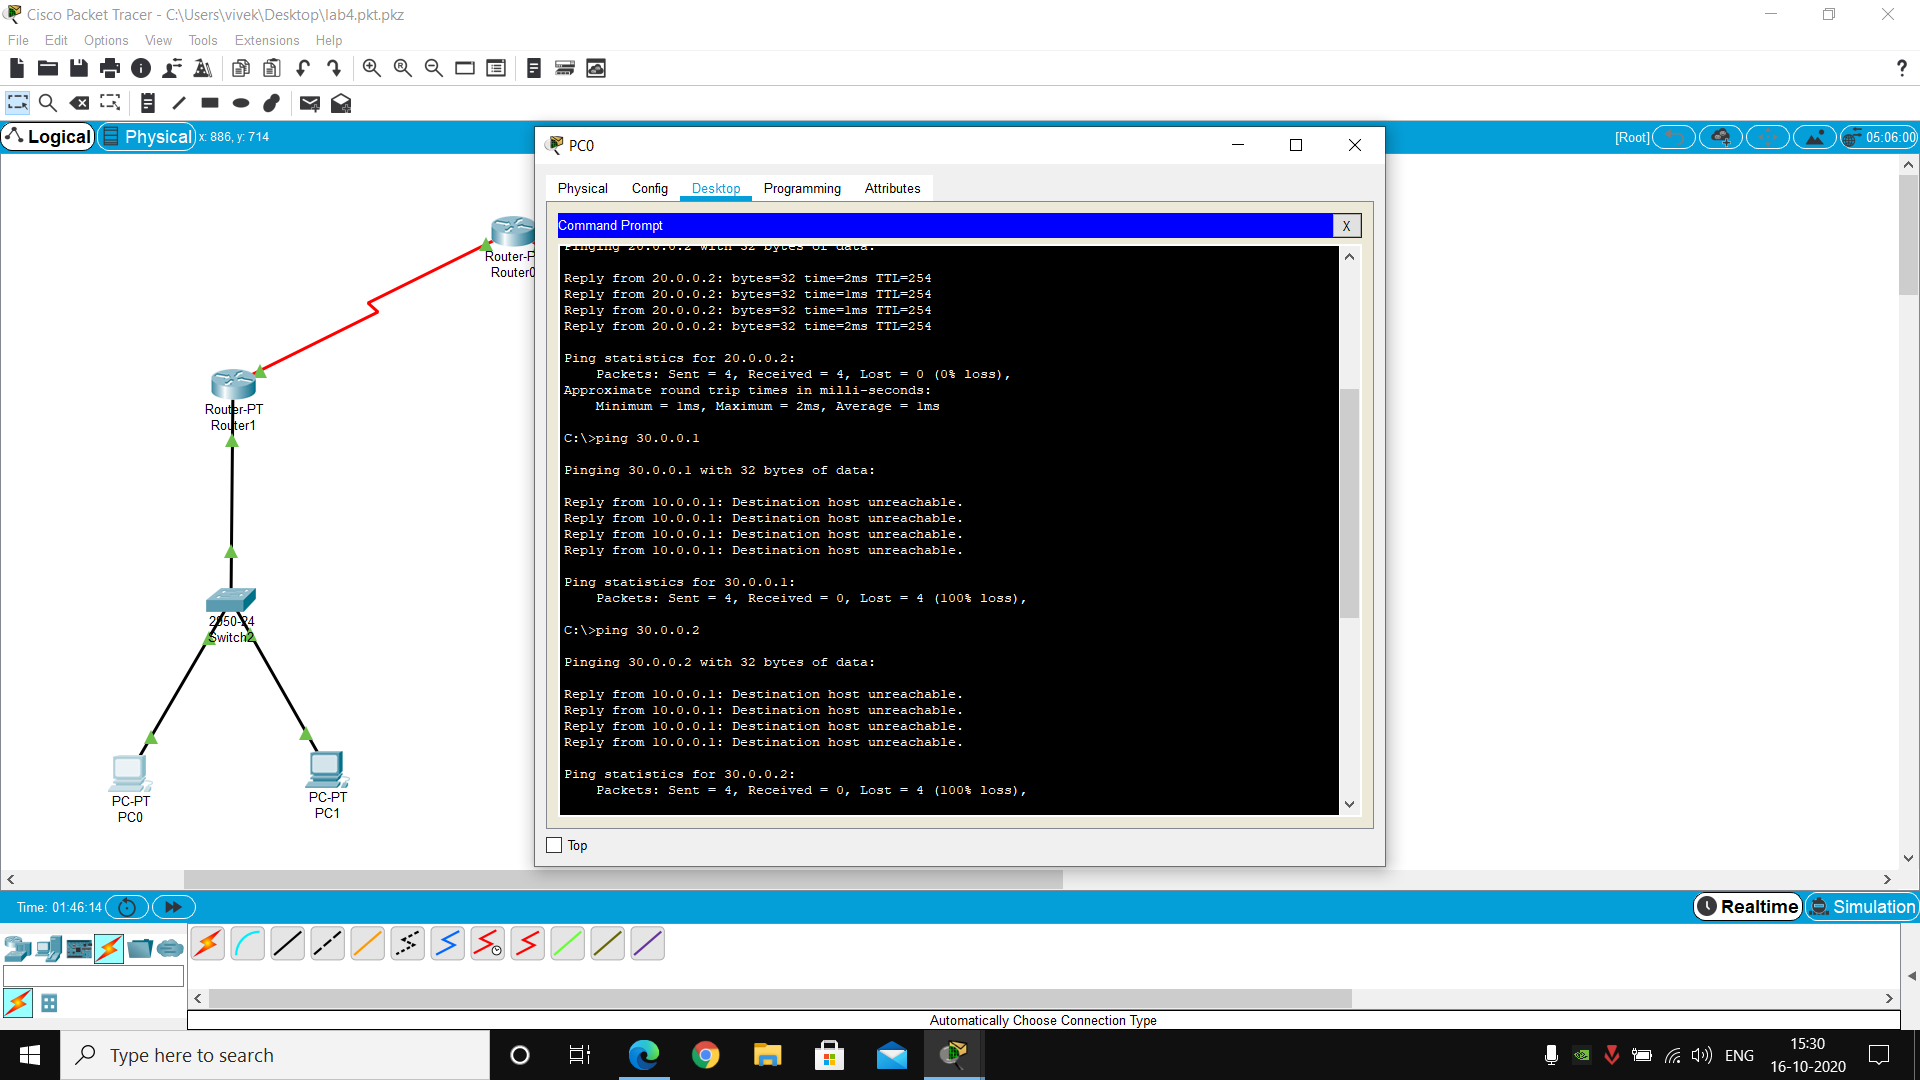 Cisco Packet Tracer - C:\Users\vivek\Desktop\lab4.pkt.pkz
File Edit Options View Tools Extensions Help
Logical Physical x: 886, y: 714
[Root] 05:06:00
PC0
Physical Config Desktop Programming Attributes
Command Prompt X
Pinging 20.0.0.2 with 32 bytes of data:
Reply from 20.0.0.2: bytes=32 time=2ms TTL=254
Reply from 20.0.0.2: bytes=32 time=1ms TTL=254
Reply from 20.0.0.2: bytes=32 time=1ms TTL=254
Reply from 20.0.0.2: bytes=32 time=2ms TTL=254
Ping statistics for 20.0.0.2:
Packets: Sent = 4, Received = 4, Lost = 0 (0% loss),
Approximate round trip times in milli-seconds:
Minimum = 1ms, Maximum = 2ms, Average = 1ms
C:\>ping 30.0.0.1
Pinging 30.0.0.1 with 32 bytes of data:
Reply from 10.0.0.1: Destination host unreachable.
Reply from 10.0.0.1: Destination host unreachable.
Reply from 10.0.0.1: Destination host unreachable.
Reply from 10.0.0.1: Destination host unreachable.
Ping statistics for 30.0.0.1:
Packets: Sent = 4, Received = 0, Lost = 4 (100% loss),
C:\>ping 30.0.0.2
Pinging 30.0.0.2 with 32 bytes of data:
Reply from 10.0.0.1: Destination host unreachable.
Reply from 10.0.0.1: Destination host unreachable.
Reply from 10.0.0.1: Destination host unreachable.
Reply from 10.0.0.1: Destination host unreachable.
Ping statistics for 30.0.0.2:
Packets: Sent = 4, Received = 0, Lost = 4 (100% loss),
Top
Router-P
Router0
Router-PT
Router1
2950-24
Switch2
PC-PT
PC0
PC-PT
PC1
Time: 01:46:14
Realtime Simulation
Automatically Choose Connection Type
Type here to search
ENG
15:30
16-10-2020